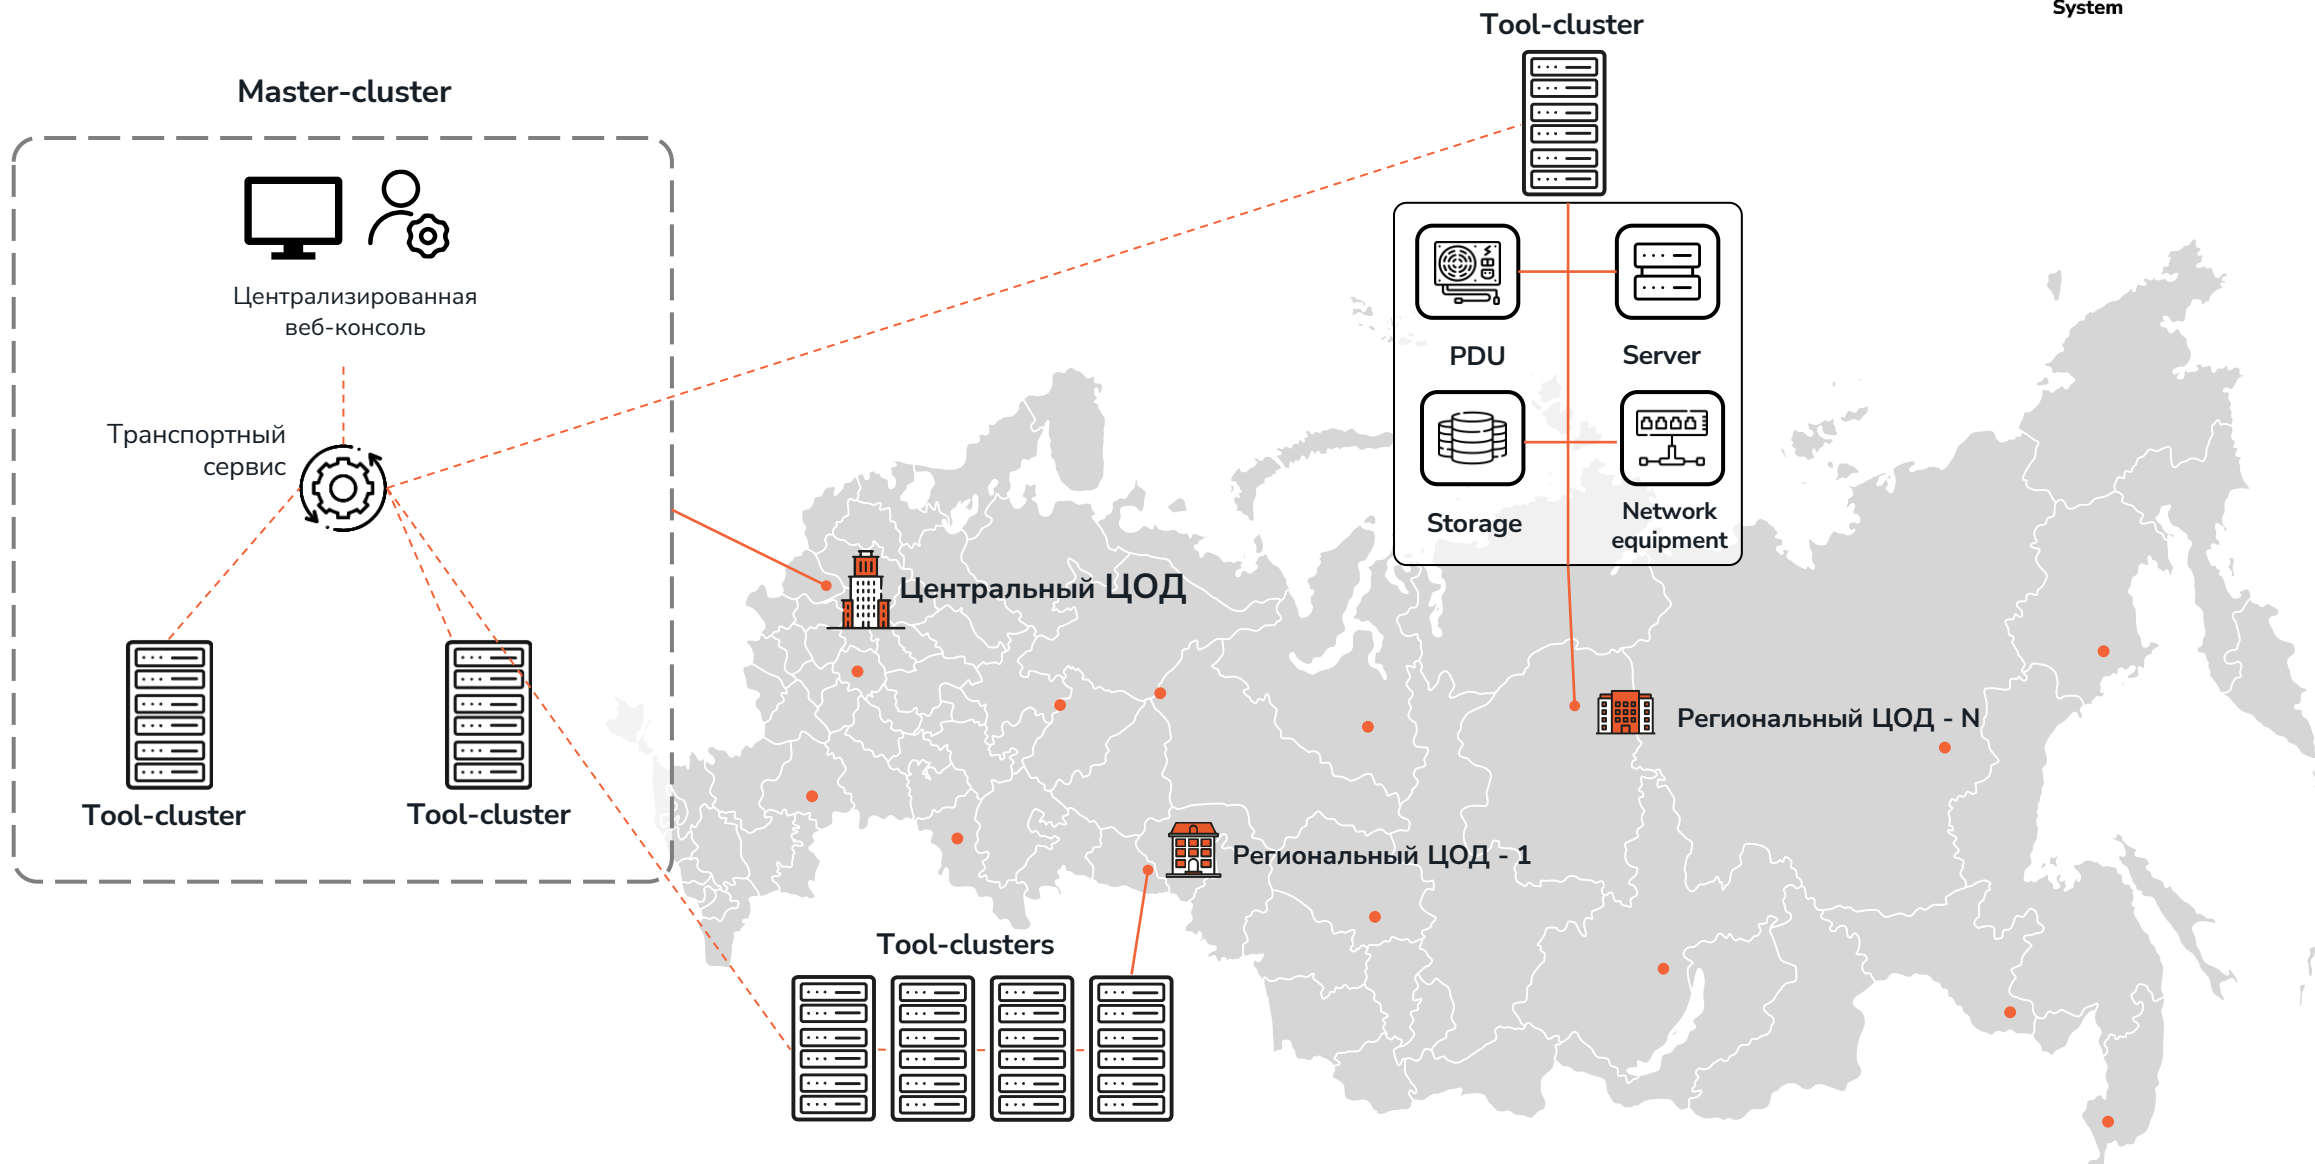 System
Tool-cluster
Master-cluster
Централизированная
веб-консоль
PDU
Server
Транспортный
сервис
Storage
Network
equipment
Центральный ЦОД
Региональный ЦОД - N
Tool-cluster
Tool-cluster
Региональный ЦОД - 1
Tool-clusters